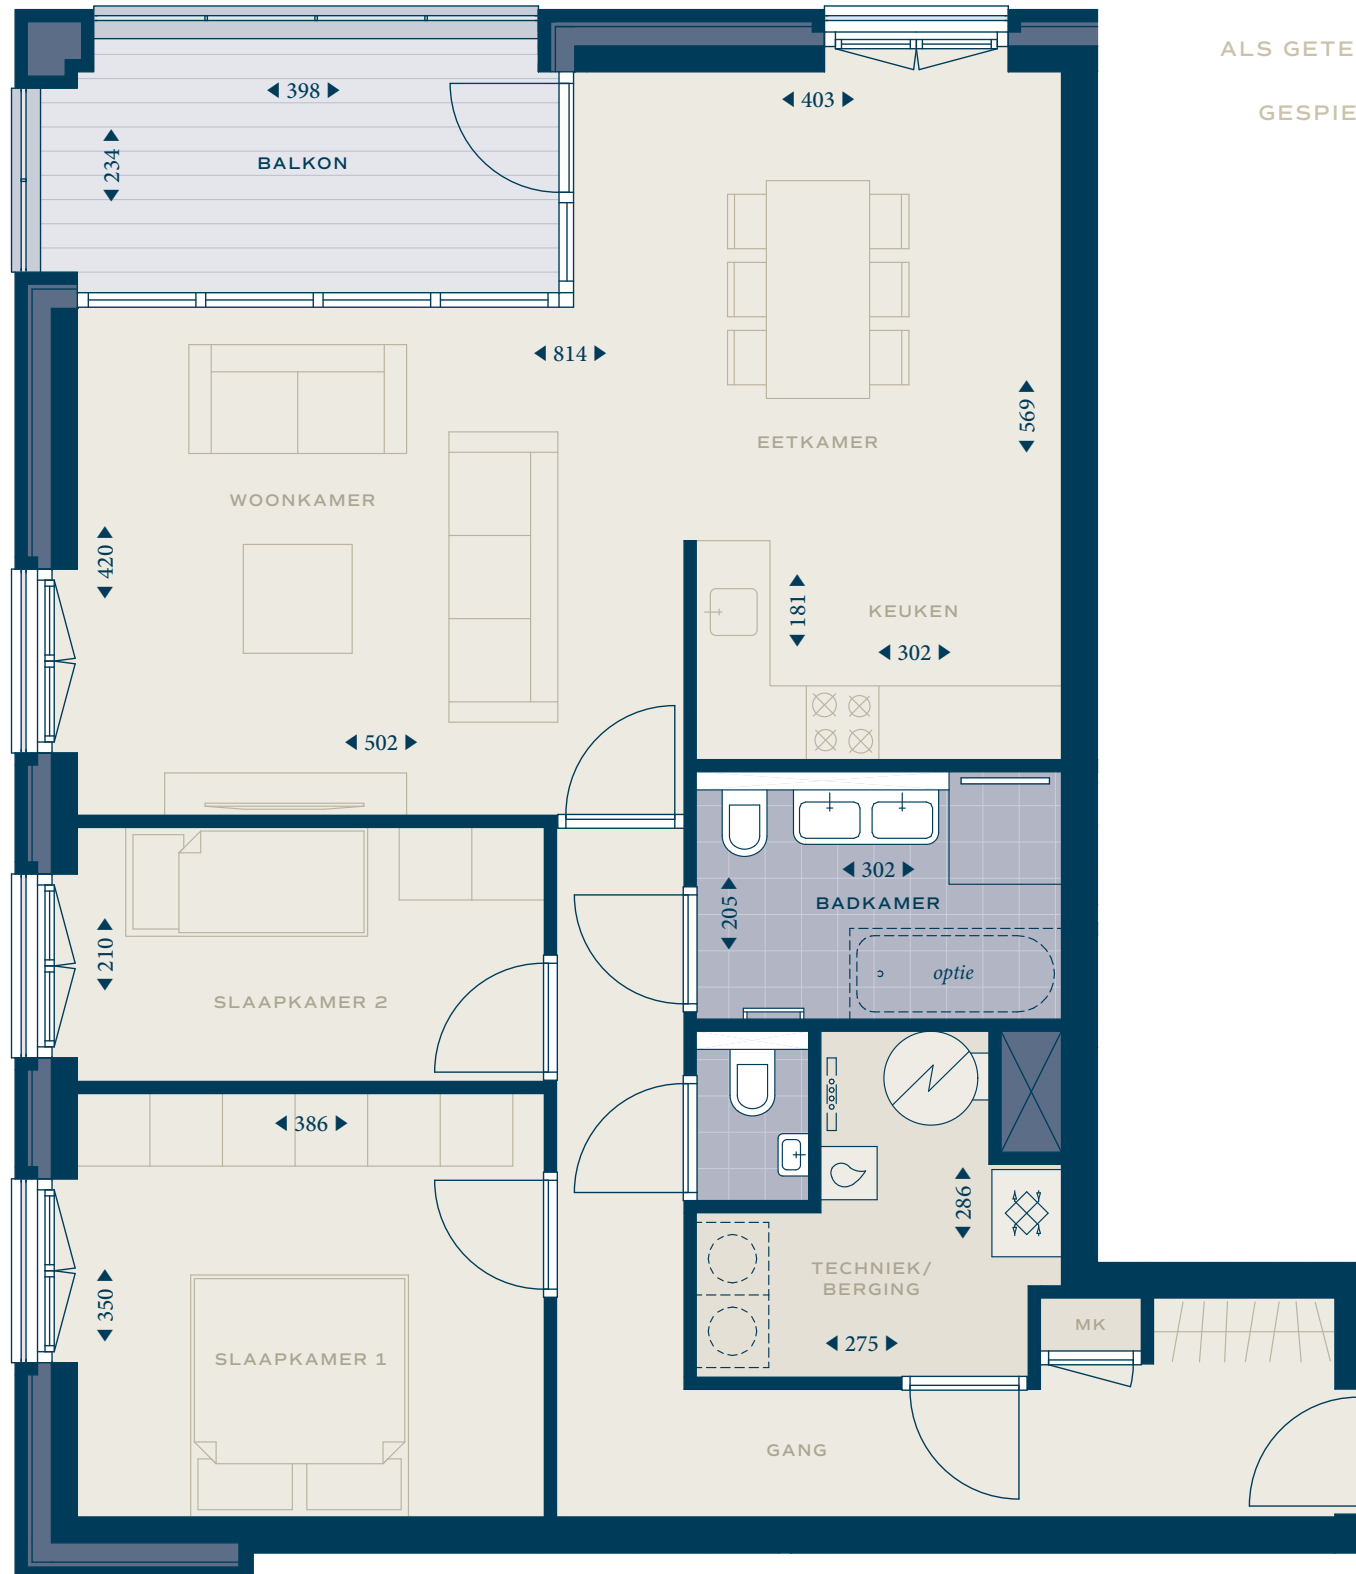 ALS GETE
GESPIE
398
403
234
BALKON
814
569
EETKAMER
WOONKAMER
420
181
KEUKEN
302
502
302
205
BADKAMER
210
optie
SLAAPKAMER 2
386
286
TECHNIEK/
BERGING
350
MK
275
SLAAPKAMER 1
GANG